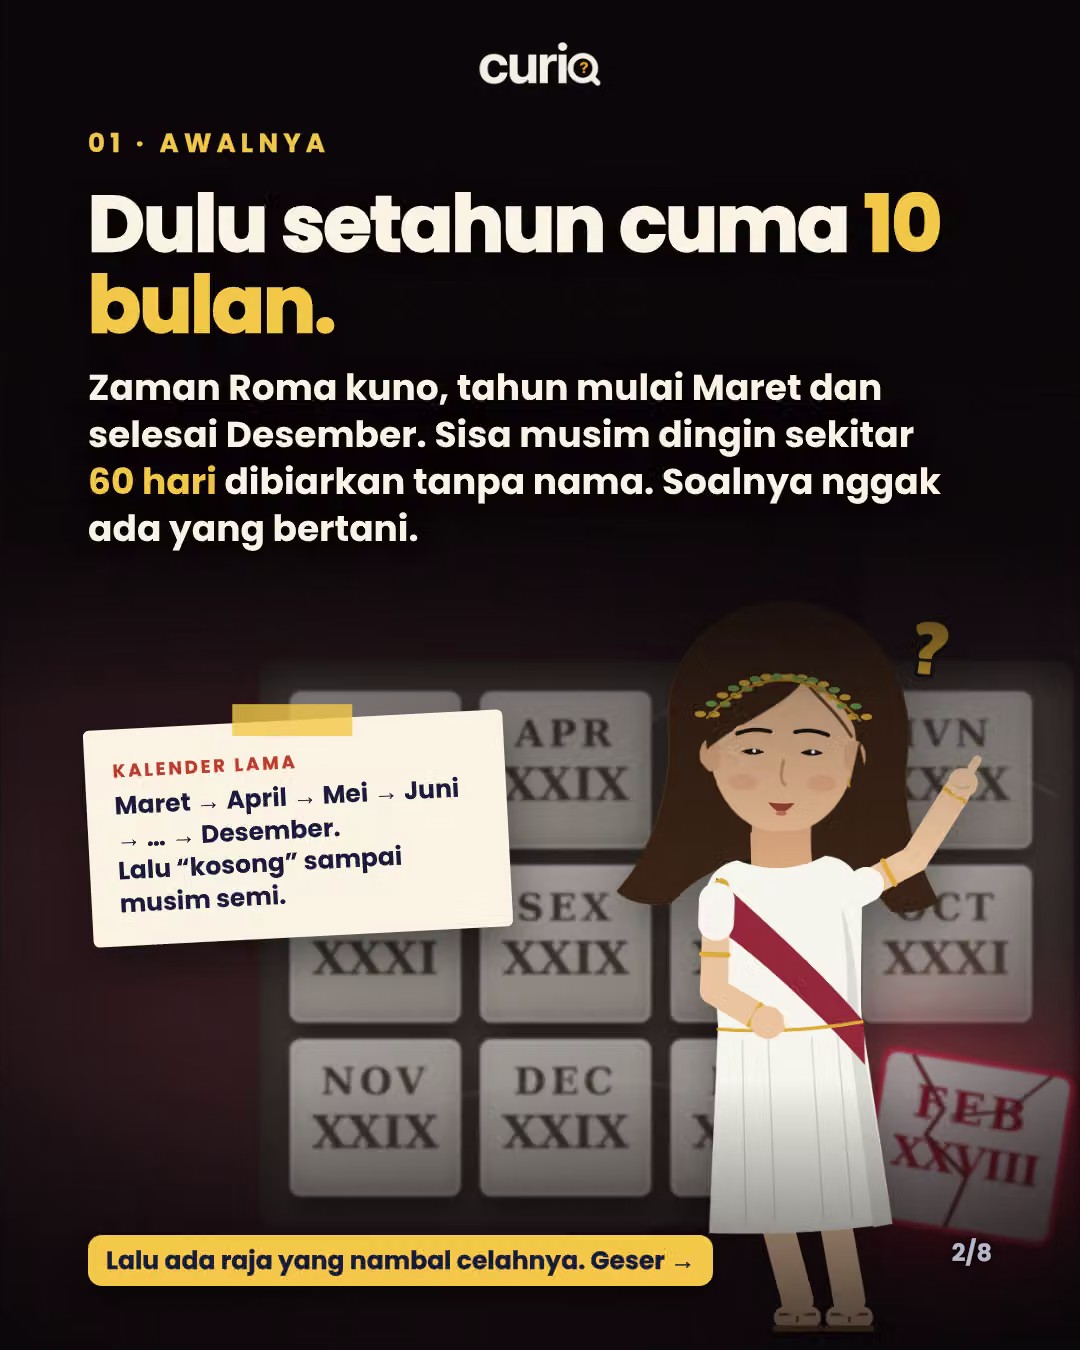 curio?
01 · AWALNYA
Dulu setahun cuma 10
bulan.
Zaman Roma kuno, tahun mulai Maret dan
selesai Desember. Sisa musim dingin sekitar
60 hari dibiarkan tanpa nama. Soalnya nggak
ada yang bertani.
?
APR
XXIX
IVN
XXIX
KALENDER LAMA
Maret → April → Mei → Juni
→ ... → Desember.
Lalu “kosong” sampai
musim semi.
XXXI
SEX
XXIX
OCT
XXXI
NOV
XXIX
DEC
XXIX
FEB
XXVIII
Lalu ada raja yang nambal celahnya. Geser →
2/8